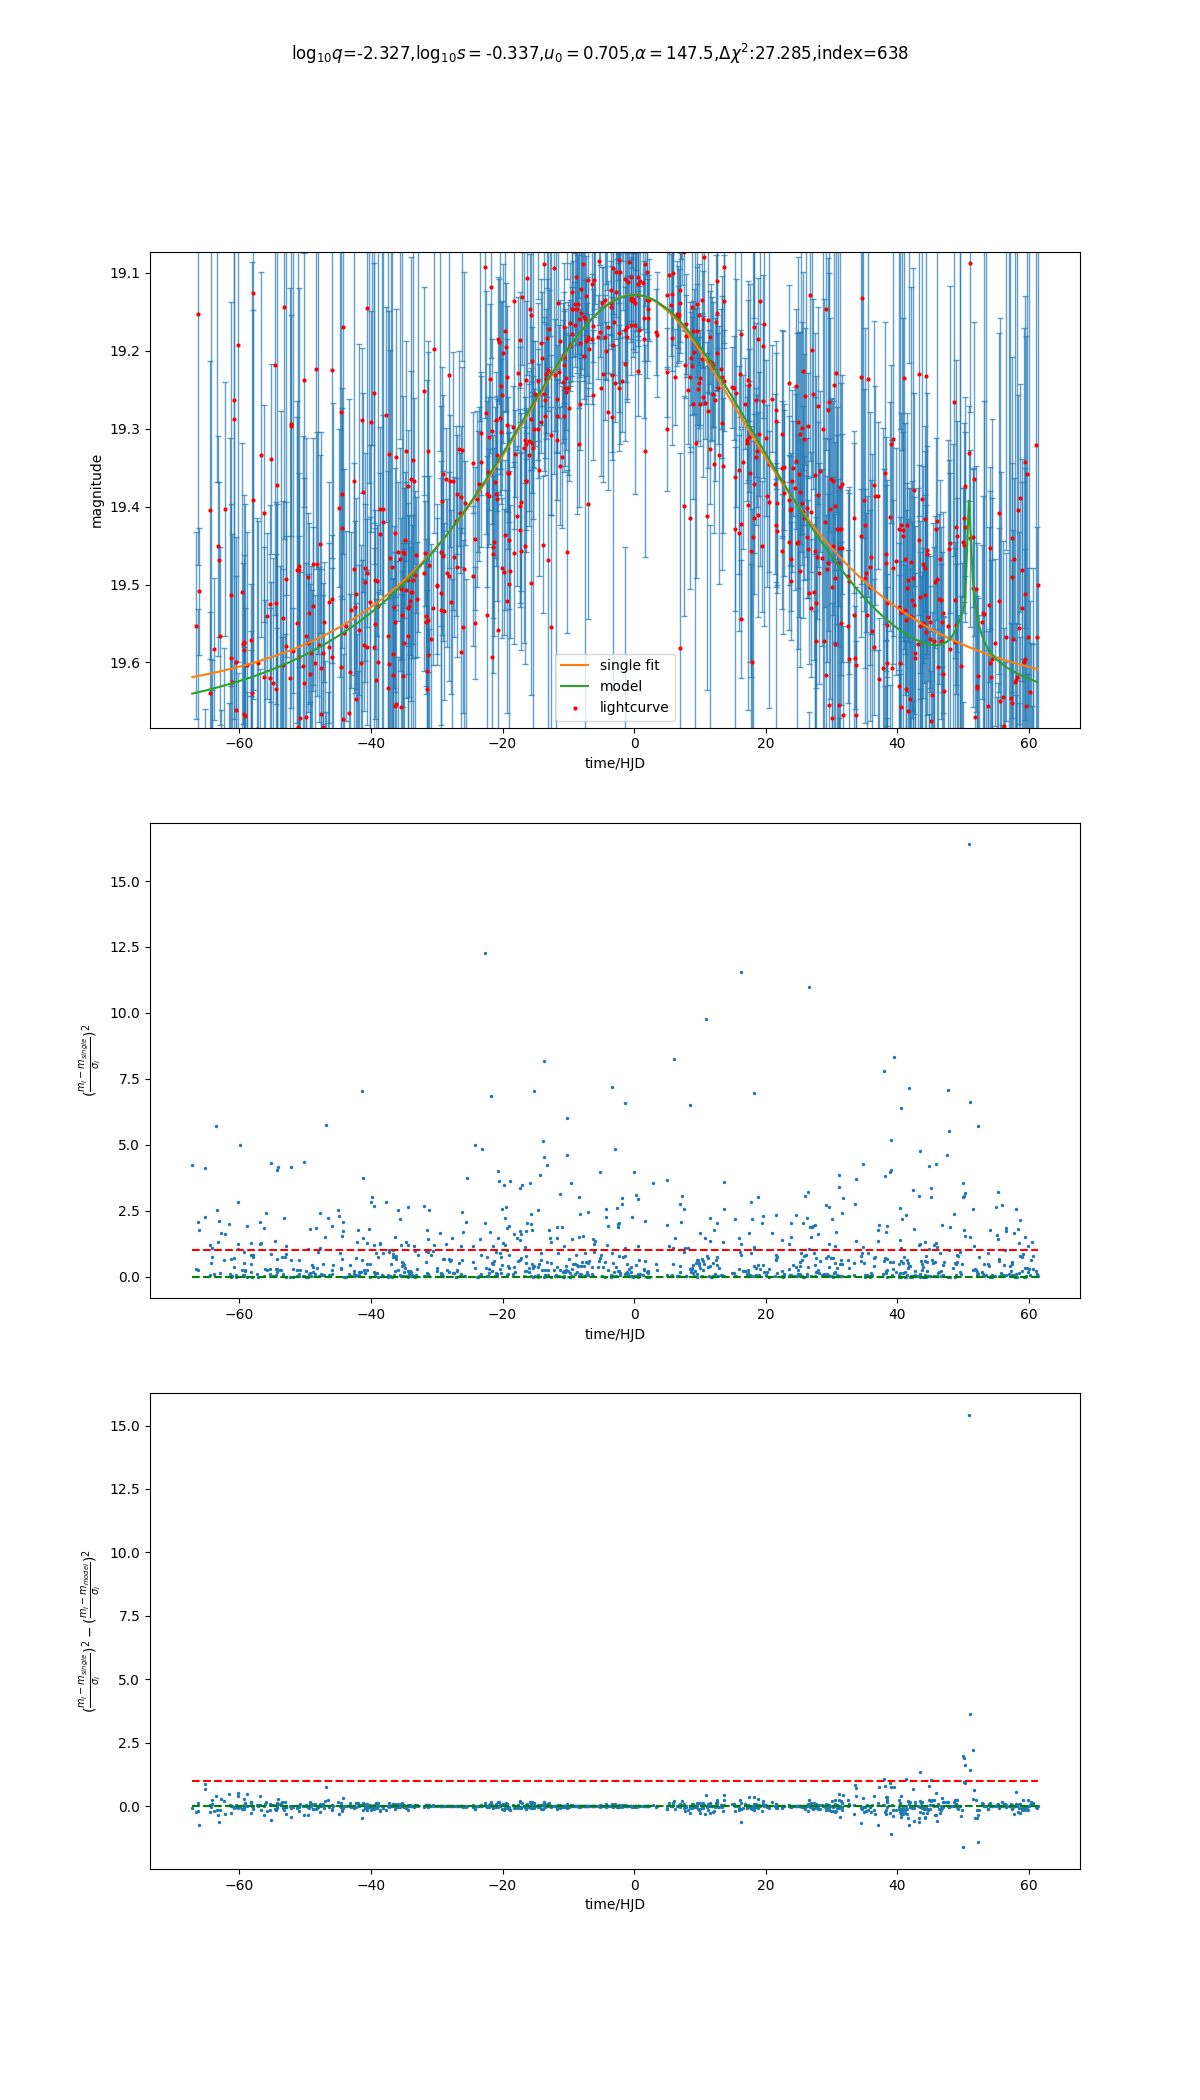 log₁₀q=-2.327,log₁₀s = -0.337,u₀ = 0.705,α = 147.5,Δχ²:27.285,index=638
19.1
19.2
19.3
19.4
19.5
19.6
magnitude
single fit
model
lightcurve
−60 −40 −20 0 20 40 60
time/HJD
15.0
12.5
10.0
7.5
5.0
2.5
0.0
(mᵢ − m_single / σᵢ)²
−60 −40 −20 0 20 40 60
time/HJD
15.0
12.5
10.0
7.5
5.0
2.5
0.0
(mᵢ − m_single / σᵢ)² − (mᵢ − m_model / σᵢ)²
−60 −40 −20 0 20 40 60
time/HJD